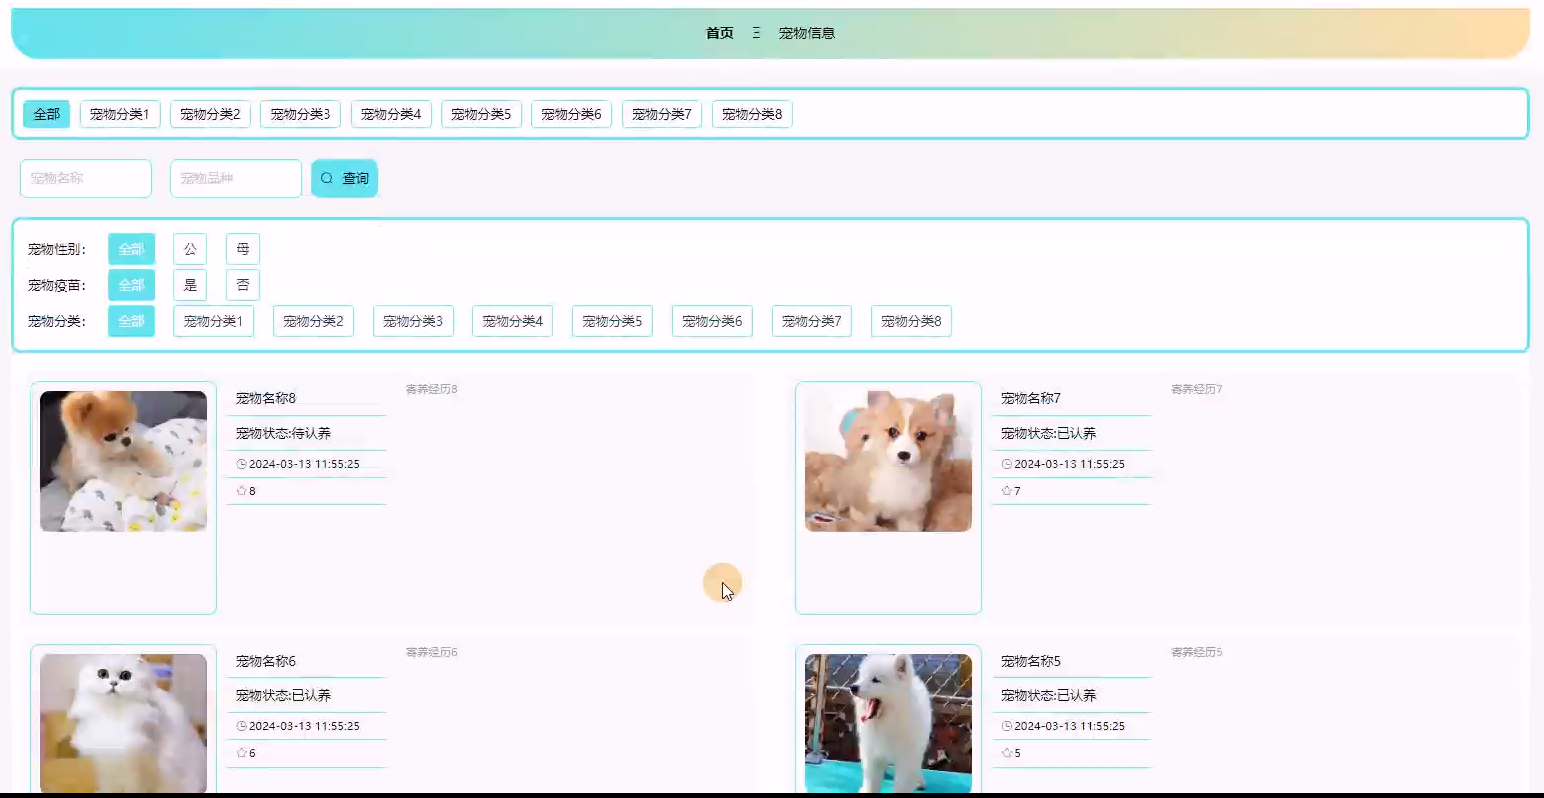 首页 Ξ 宠物信息
全部 宠物分类1 宠物分类2 宠物分类3 宠物分类4 宠物分类5 宠物分类6 宠物分类7 宠物分类8
宠物名称 宠物品种 查询
宠物性别: 全部 公 母
宠物疫苗: 全部 是 否
宠物分类: 全部 宠物分类1 宠物分类2 宠物分类3 宠物分类4 宠物分类5 宠物分类6 宠物分类7 宠物分类8
宠物名称8
宠物状态:待认养
2024-03-13 11:55:25
8
寄养经历8
宠物名称7
宠物状态:已认养
2024-03-13 11:55:25
7
寄养经历7
宠物名称6
宠物状态:已认养
2024-03-13 11:55:25
6
寄养经历6
宠物名称5
宠物状态:已认养
2024-03-13 11:55:25
5
寄养经历5